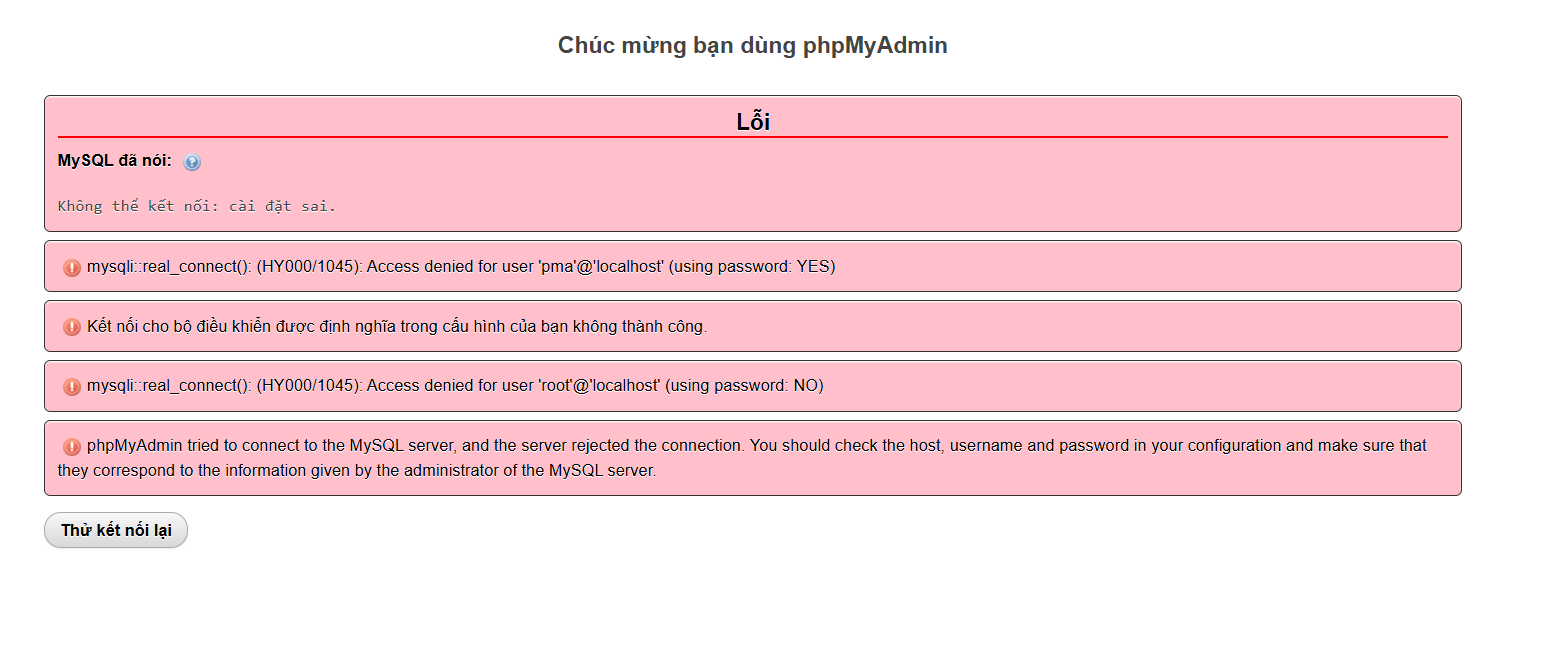 Chúc mừng bạn dùng phpMyAdmin
Lỗi
MySQL đã nói:
Không thể kết nối: cài đặt sai.
mysqli::real_connect(): (HY000/1045): Access denied for user 'pma'@'localhost' (using password: YES)
Kết nối cho bộ điều khiển được định nghĩa trong cấu hình của bạn không thành công.
mysqli::real_connect(): (HY000/1045): Access denied for user 'root'@'localhost' (using password: NO)
phpMyAdmin tried to connect to the MySQL server, and the server rejected the connection. You should check the host, username and password in your configuration and make sure that
they correspond to the information given by the administrator of the MySQL server.
Thử kết nối lại